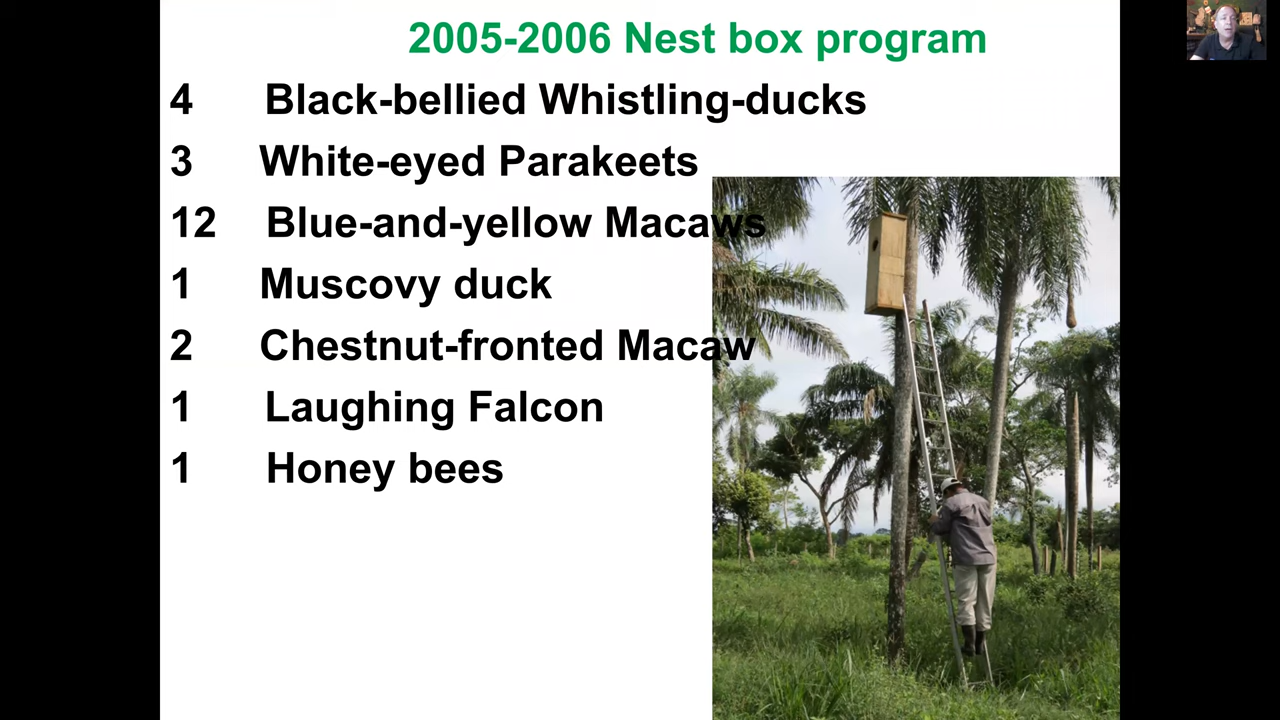 2005-2006 Nest box program
4 Black-bellied Whistling-ducks
3 White-eyed Parakeets
12 Blue-and-yellow Macaws
1 Muscovy duck
2 Chestnut-fronted Macaw
1 Laughing Falcon
1 Honey bees